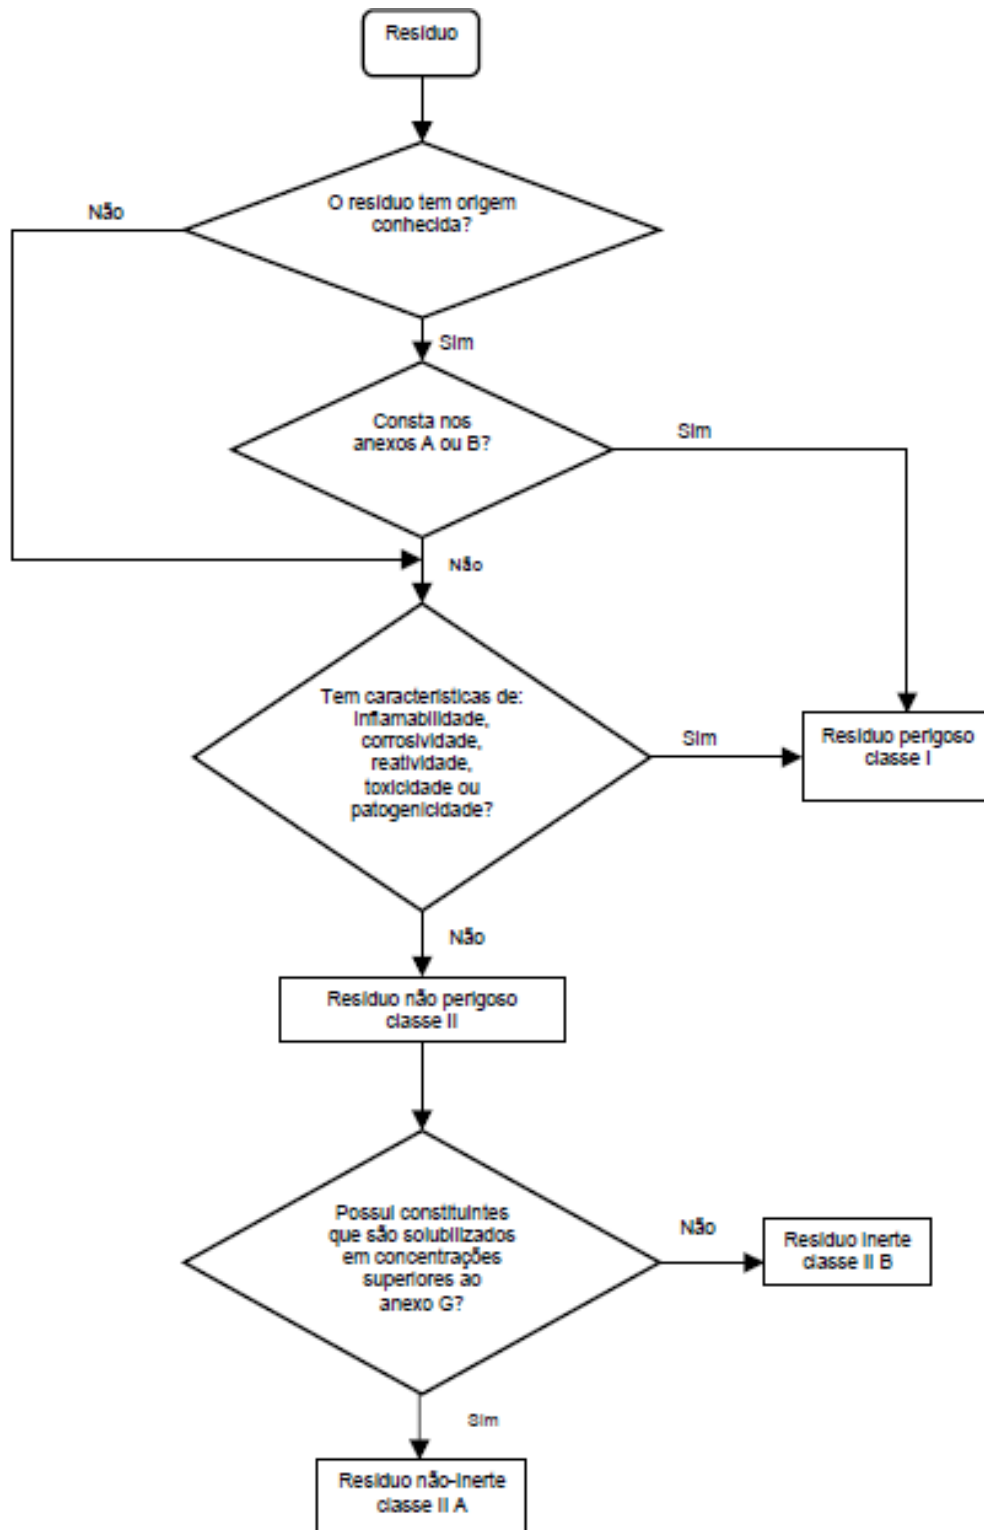 Resíduo
O resíduo tem origem
conhecida?
Não
Sim
Consta nos
anexos A ou B?
Sim
Não
Tem características de:
inflamabilidade,
corrosividade,
reatividade,
toxicidade ou
patogenicidade?
Sim
Resíduo perigoso
classe I
Não
Resíduo não perigoso
classe II
Possui constituintes
que são solubilizados
em concentrações
superiores ao
anexo G?
Não
Resíduo inerte
classe II B
Sim
Resíduo não-inerte
classe II A